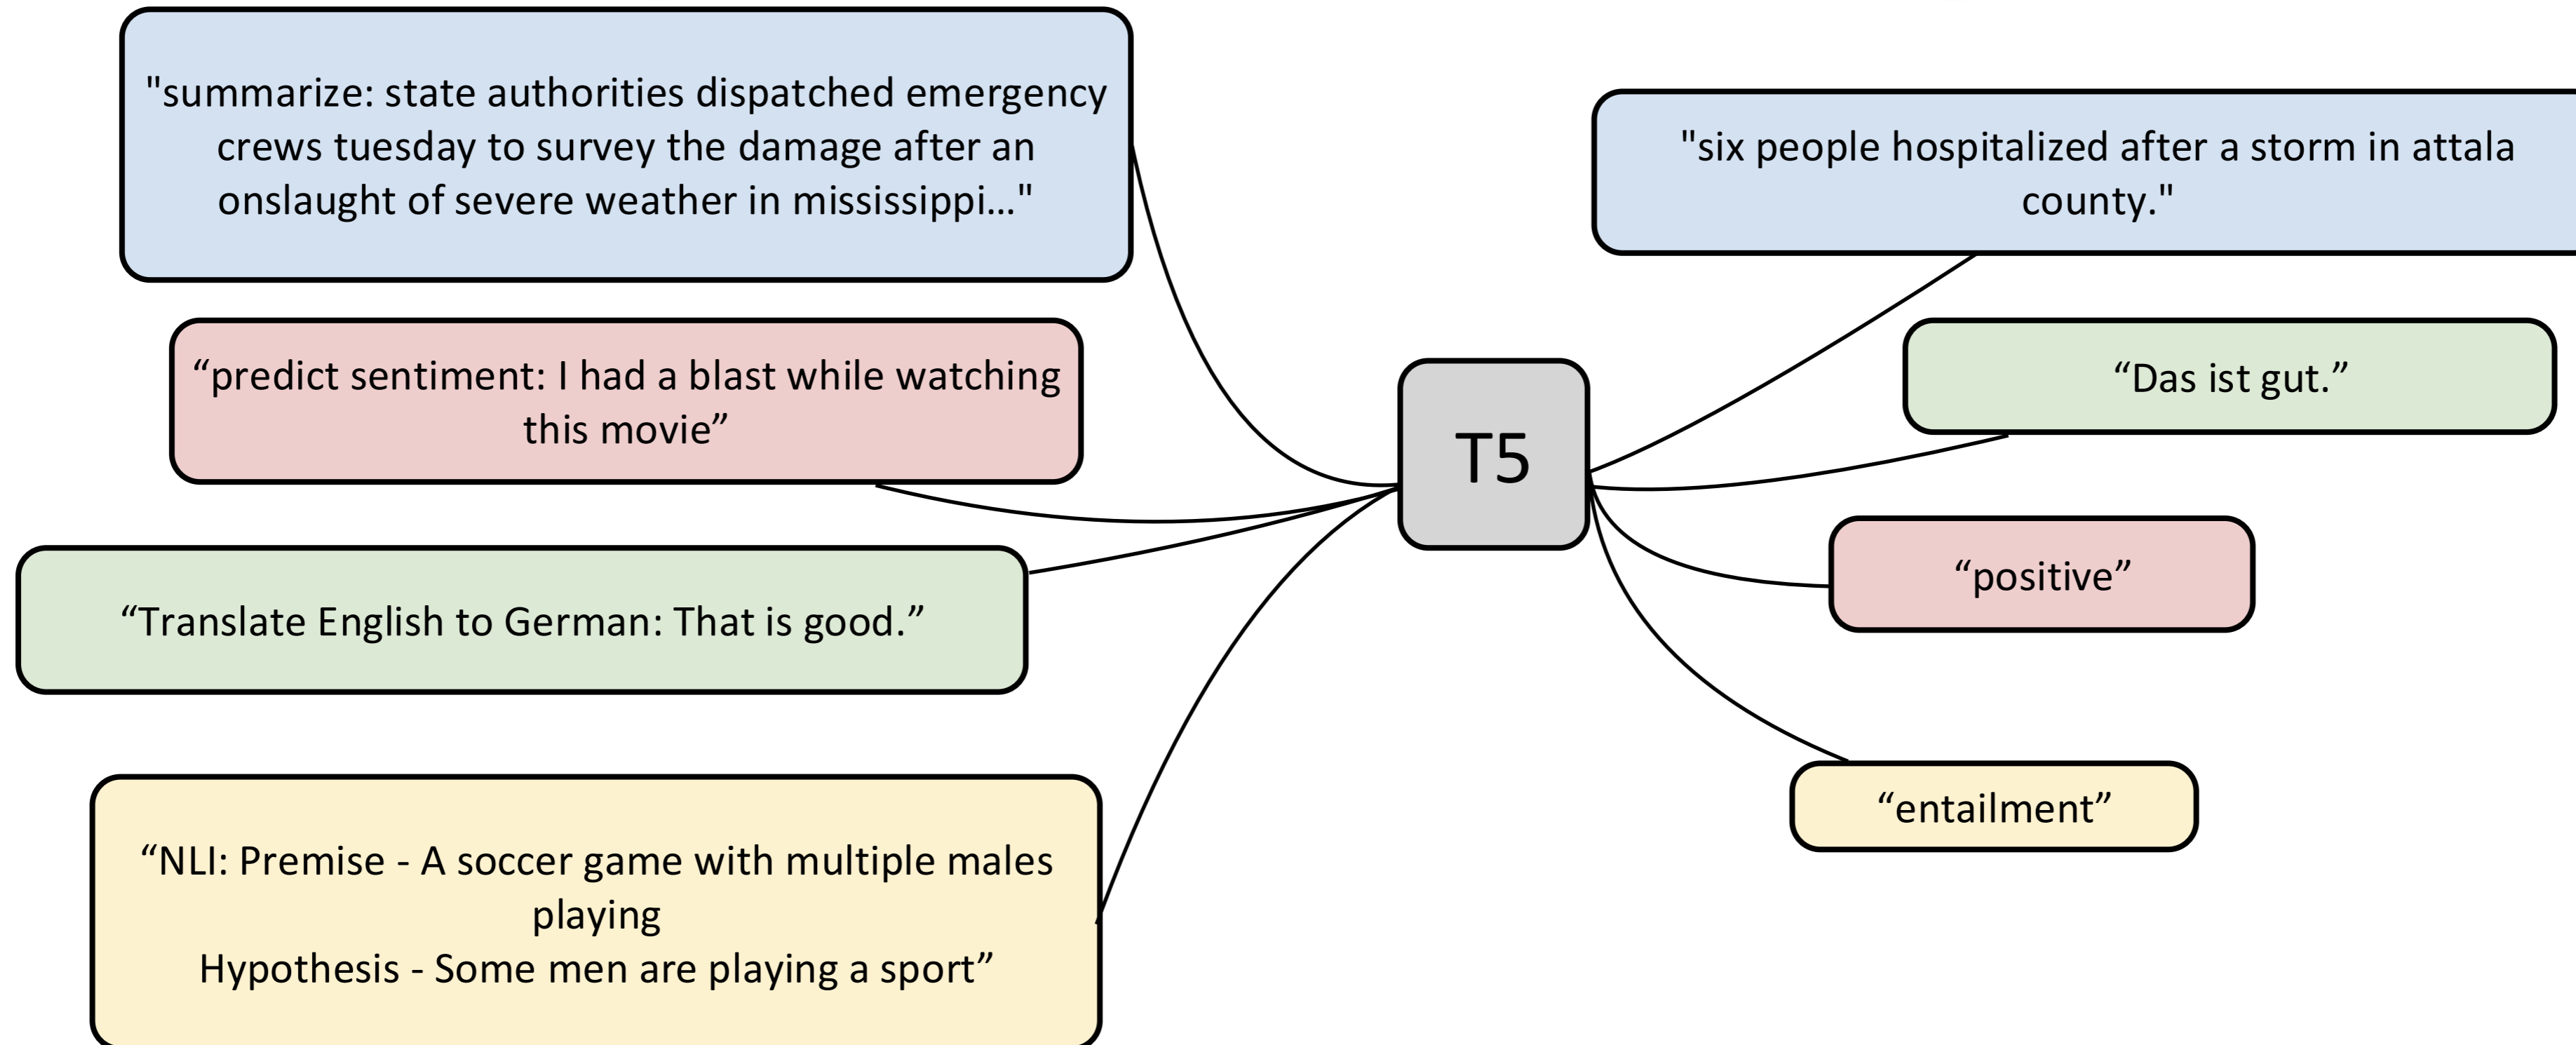 "summarize: state authorities dispatched emergency
crews tuesday to survey the damage after an
onslaught of severe weather in mississippi…"
“predict sentiment: I had a blast while watching
this movie”
“Translate English to German: That is good.”
“NLI: Premise - A soccer game with multiple males
playing
Hypothesis - Some men are playing a sport”
T5
"six people hospitalized after a storm in attala
county."
“Das ist gut.”
“positive”
“entailment”